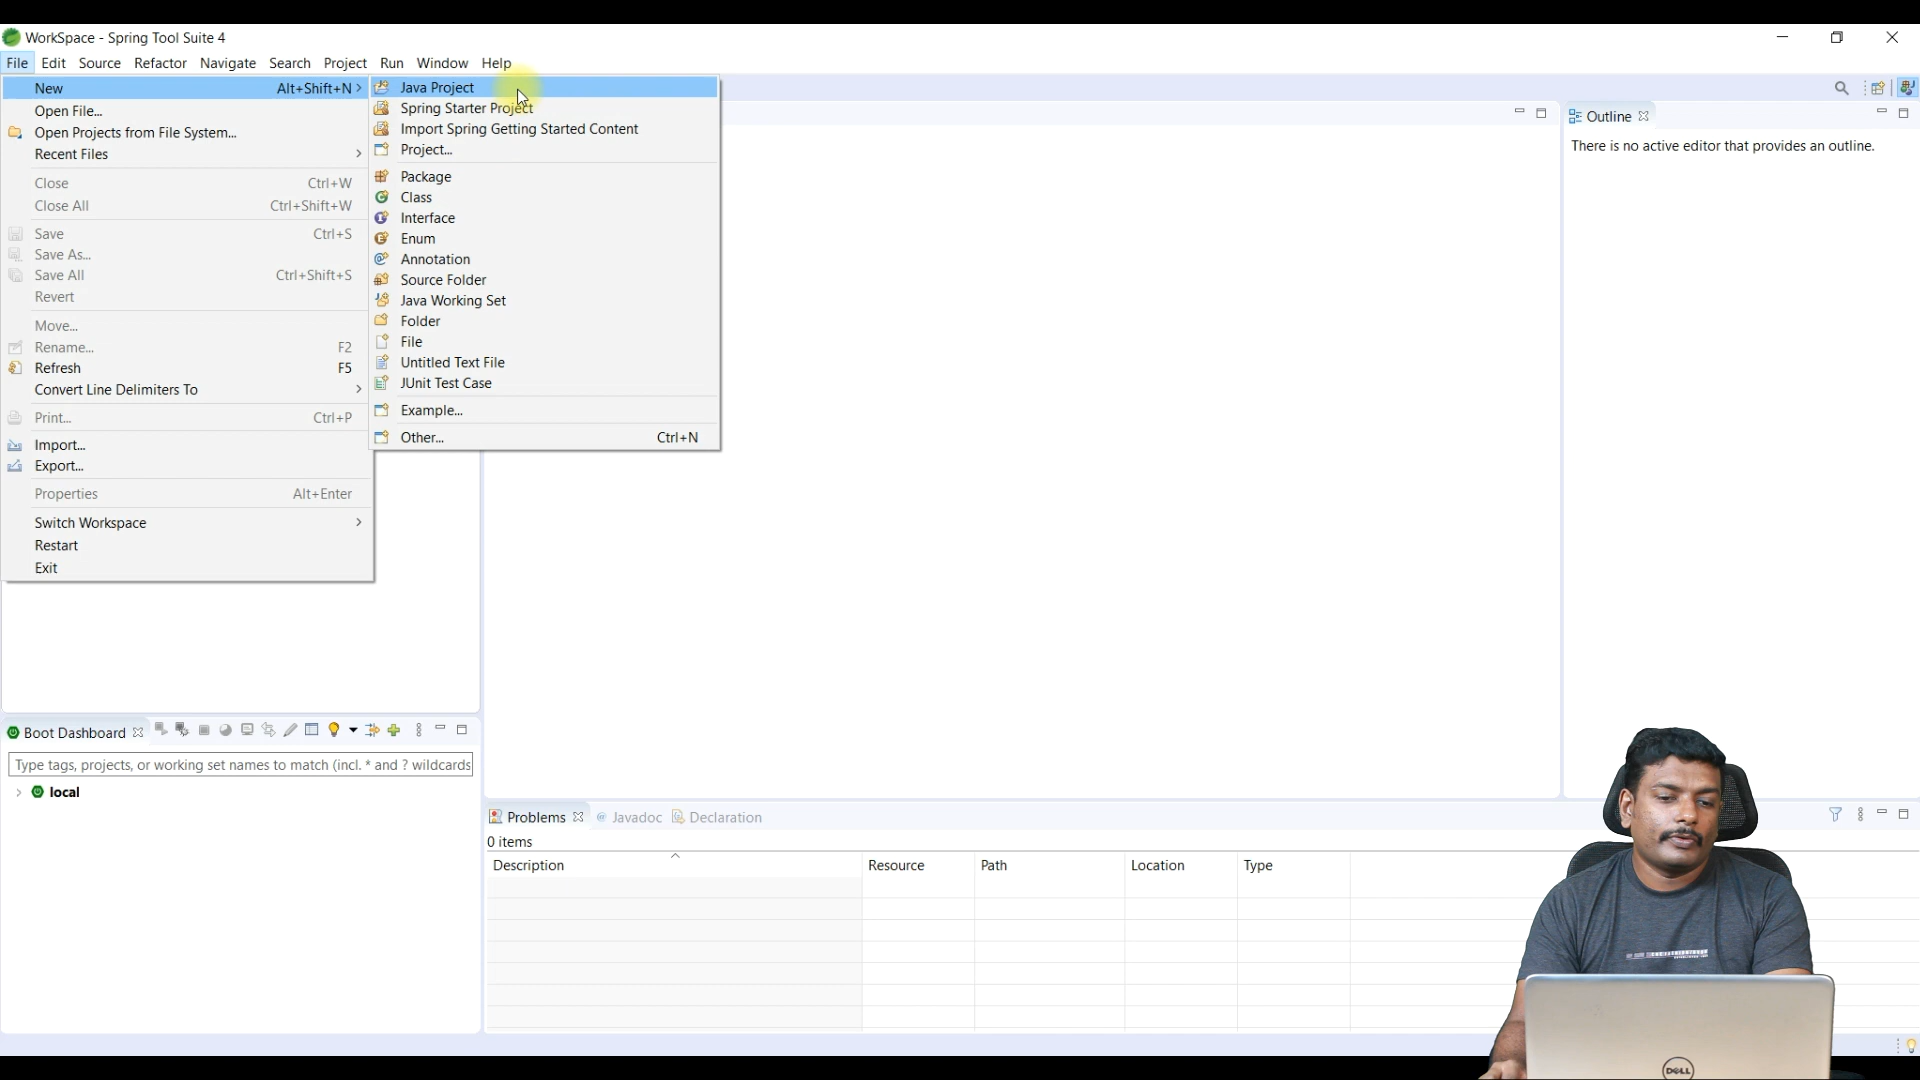 WorkSpace - Spring Tool Suite 4
File Edit Source Refactor Navigate Search Project Run Window Help
New Alt+Shift+N
Open File...
Open Projects from File System...
Recent Files
Close Ctrl+W
Close All Ctrl+Shift+W
Save Ctrl+S
Save As...
Save All Ctrl+Shift+S
Revert
Move...
Rename... F2
Refresh F5
Convert Line Delimiters To
Print... Ctrl+P
Import...
Export...
Properties Alt+Enter
Switch Workspace
Restart
Exit
Java Project
Spring Starter Project
Import Spring Getting Started Content
Project...
Package
Class
Interface
Enum
Annotation
Source Folder
Java Working Set
Folder
File
Untitled Text File
JUnit Test Case
Example...
Other... Ctrl+N
Outline
There is no active editor that provides an outline.
Boot Dashboard
Type tags, projects, or working set names to match (incl. * and ? wildcards
local
Problems Javadoc Declaration
0 items
Description Resource Path Location Type
DELL